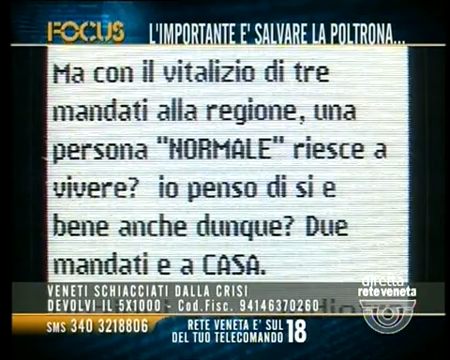 FOCUS L'IMPORTANTE E' SALVARE LA POLTRONA...
Ma con il vitalizio di tre
mandati alla regione, una
persona "NORMALE" riesce a
vivere? io penso di si e
bene anche dunque? Due
mandati e a CASA.
VENETI SCHIACCIATI DALLA CRISI
DEVOLVI IL 5X1000 - Cod.Fisc. 94146370260
diretta
reteveneta
SMS 340 3218806
RETE VENETA E' SUL 18
DEL TUO TELECOMANDO